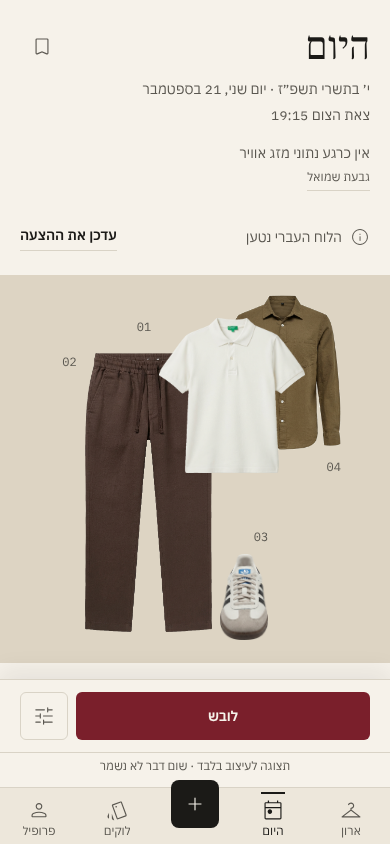 היום
י׳ בתשרי תשפ״ז · יום שני, 21 בספטמבר
צאת הצום 19:15
אין כרגע נתוני מזג אוויר
גבעת שמואל
הלוח העברי נטען
עדכן את ההצעה
01
02
04
03
לובש
תצוגה לעיצוב בלבד · שום דבר לא נשמר
ארון
היום
לוקים
פרופיל